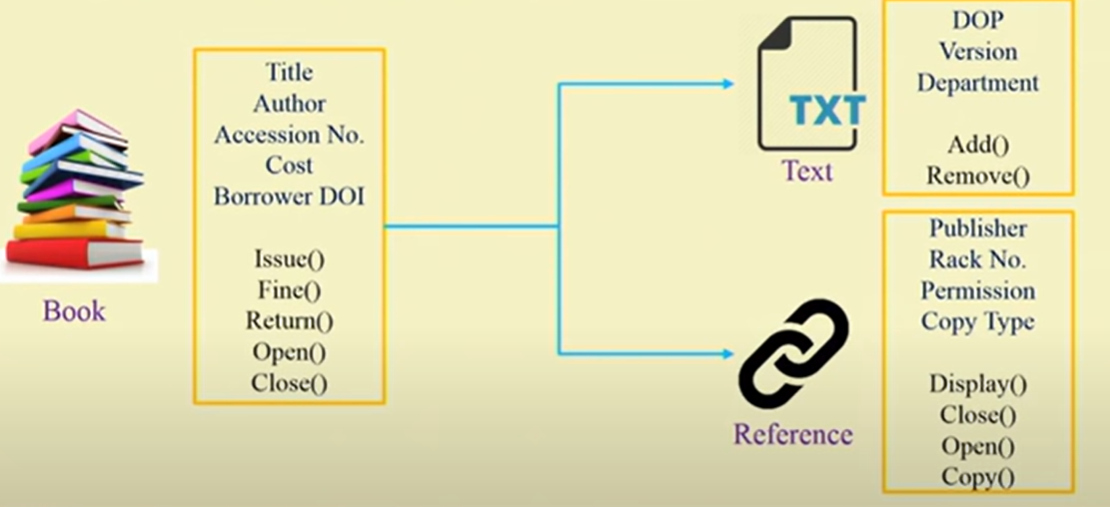 Book
Title
Author
Accession No.
Cost
Borrower DOI
Issue()
Fine()
Return()
Open()
Close()
TXT
Text
DOP
Version
Department
Add()
Remove()
Reference
Publisher
Rack No.
Permission
Copy Type
Display()
Close()
Open()
Copy()